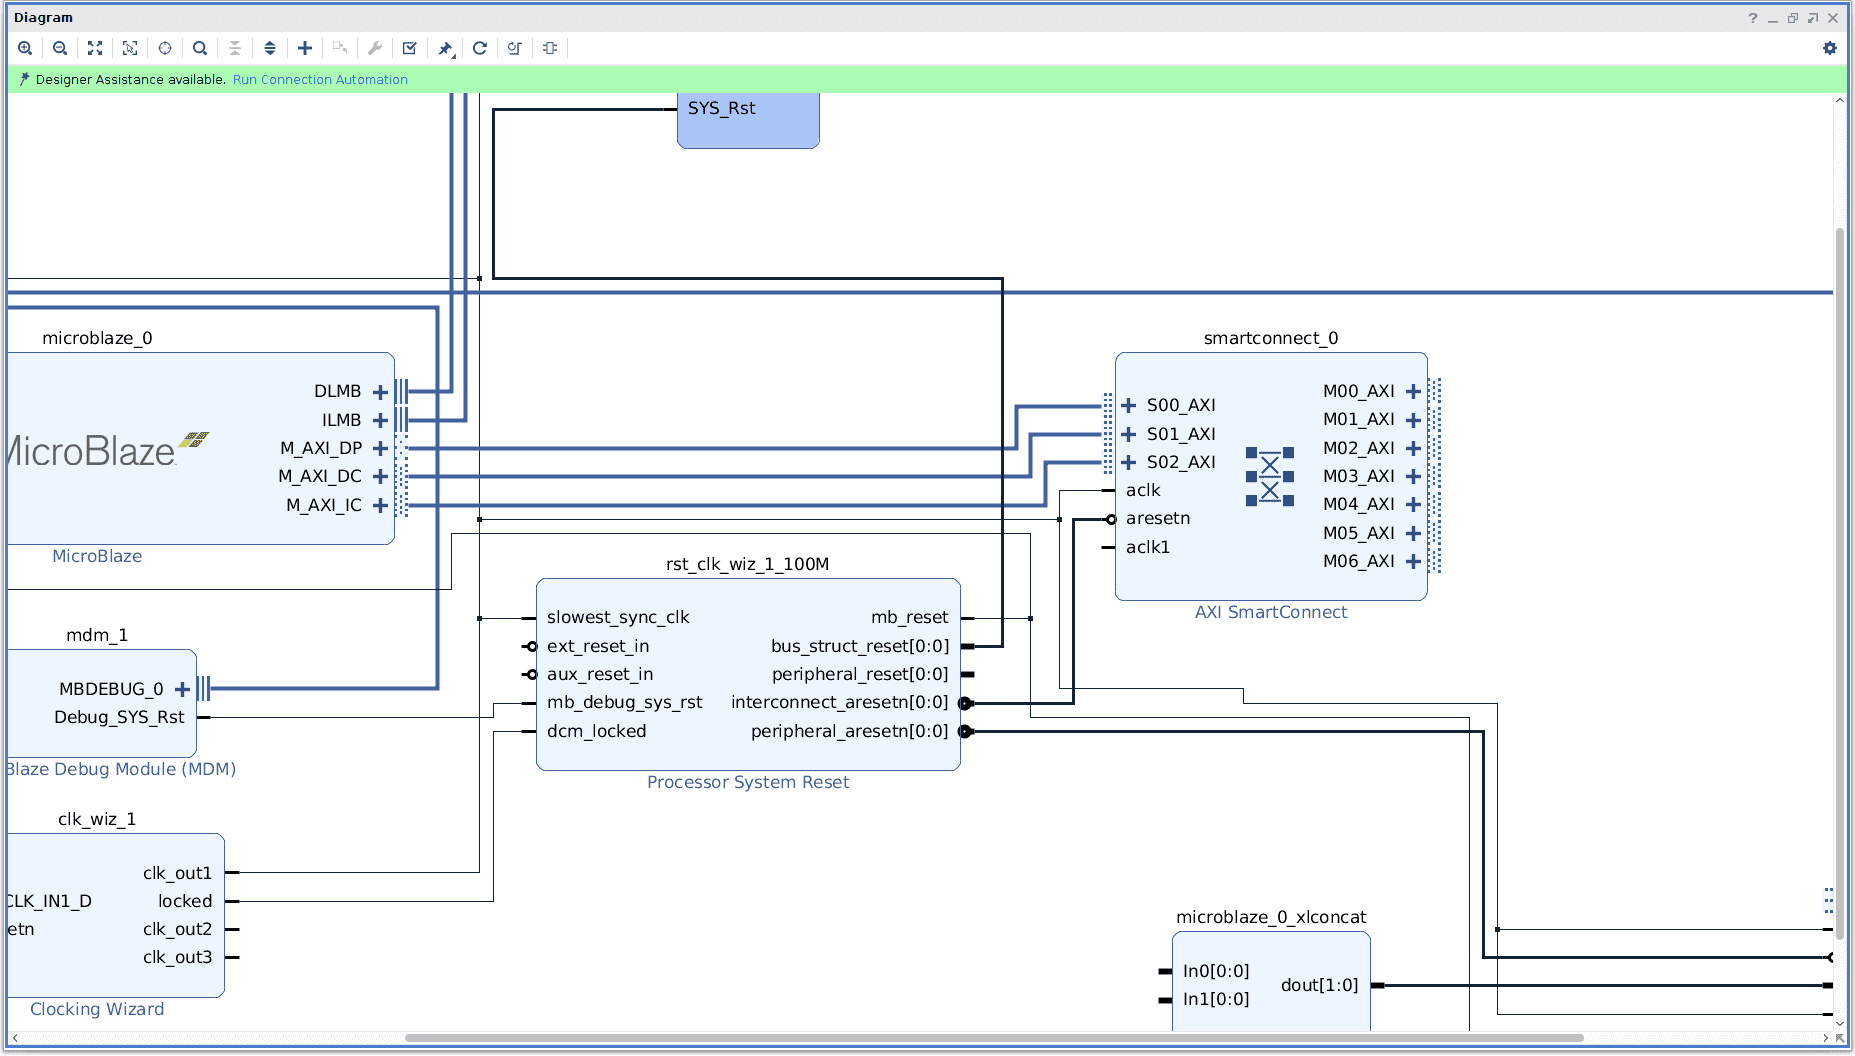 Diagram
Designer Assistance available. Run Connection Automation
SYS_Rst
microblaze_0
DLMB
ILMB
M_AXI_DP
M_AXI_DC
M_AXI_IC
MicroBlaze
MicroBlaze
smartconnect_0
S00_AXI
S01_AXI
S02_AXI
aclk
aresetn
aclk1
M00_AXI
M01_AXI
M02_AXI
M03_AXI
M04_AXI
M05_AXI
M06_AXI
AXI SmartConnect
rst_clk_wiz_1_100M
slowest_sync_clk
ext_reset_in
aux_reset_in
mb_debug_sys_rst
dcm_locked
mb_reset
bus_struct_reset[0:0]
peripheral_reset[0:0]
interconnect_aresetn[0:0]
peripheral_aresetn[0:0]
Processor System Reset
mdm_1
MBDEBUG_0
Debug_SYS_Rst
Blaze Debug Module (MDM)
clk_wiz_1
CLK_IN1_D
etn
clk_out1
locked
clk_out2
clk_out3
Clocking Wizard
microblaze_0_xlconcat
In0[0:0]
In1[0:0]
dout[1:0]